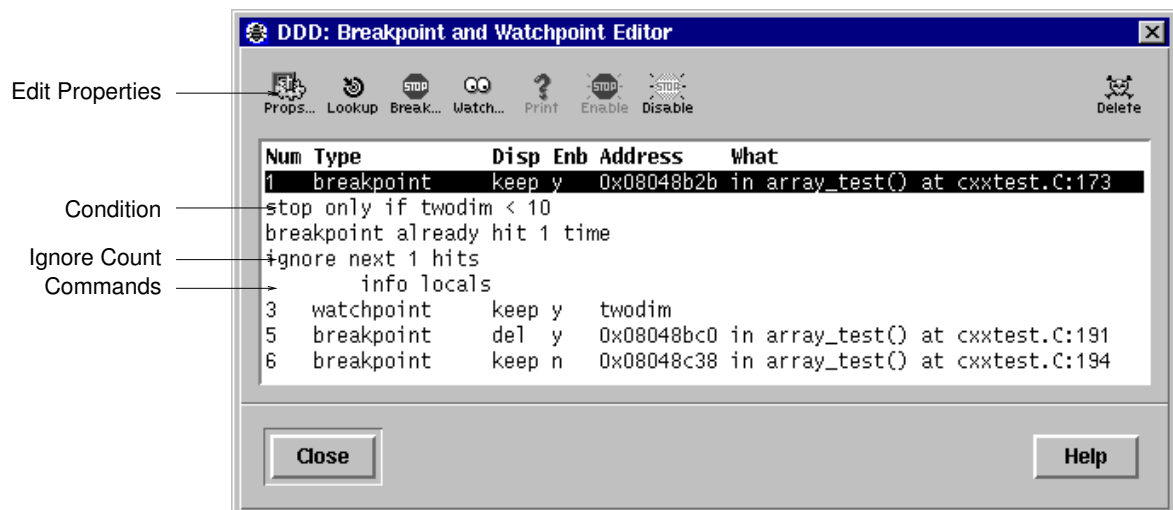 DDD: Breakpoint and Watchpoint Editor
Edit Properties
Props... Lookup Break... Watch... Print Enable Disable Delete
Num Type Disp Enb Address What
1 breakpoint keep y 0x08048b2b in array_test() at cxxtest.C:173
Condition
stop only if twodim < 10
breakpoint already hit 1 time
Ignore Count
ignore next 1 hits
Commands
info locals
3 watchpoint keep y twodim
5 breakpoint del y 0x08048bc0 in array_test() at cxxtest.C:191
6 breakpoint keep n 0x08048c38 in array_test() at cxxtest.C:194
Close Help